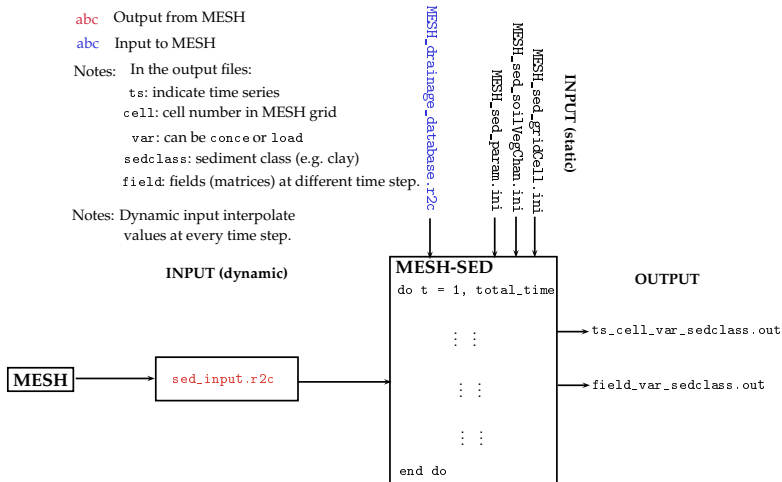 abc Output from MESH
abc Input to MESH
Notes: In the output files:
ts: indicate time series
cell: cell number in MESH grid
var: can be conce or load
sedclass: sediment class (e.g. clay)
field: fields (matrices) at different time step.
Notes: Dynamic input interpolate
values at every time step.
MESH_drainage_database.r2c
MESH_sed_param.ini
MESH_sed_soilVegChan.ini
MESH_sed_gridCell.ini
INPUT (static)
INPUT (dynamic)
MESH
sed_input.r2c
MESH-SED
do t = 1, total_time
end do
OUTPUT
ts_cell_var_sedclass.out
field_var_sedclass.out